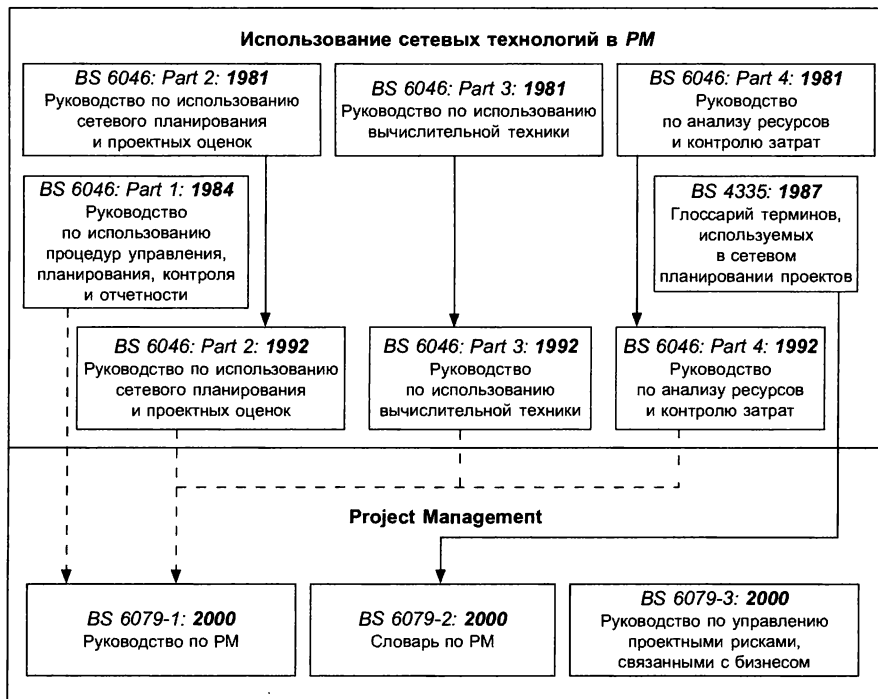 Использование сетевых технологий в PM
BS 6046: Part 2: 1981
Руководство по использованию
сетевого планирования
и проектных оценок
BS 6046: Part 3: 1981
Руководство по использованию
вычислительной техники
BS 6046: Part 4: 1981
Руководство
по анализу ресурсов
и контролю затрат
BS 6046: Part 1: 1984
Руководство
по использованию
процедур управления,
планирования, контроля
и отчетности
BS 4335: 1987
Глоссарий терминов,
используемых
в сетевом
планировании проектов
BS 6046: Part 2: 1992
Руководство по использованию
сетевого планирования
и проектных оценок
BS 6046: Part 3: 1992
Руководство
по использованию
вычислительной техники
BS 6046: Part 4: 1992
Руководство
по анализу ресурсов
и контролю затрат
Project Management
BS 6079-1: 2000
Руководство по PM
BS 6079-2: 2000
Словарь по PM
BS 6079-3: 2000
Руководство по управлению
проектными рисками,
связанными с бизнесом